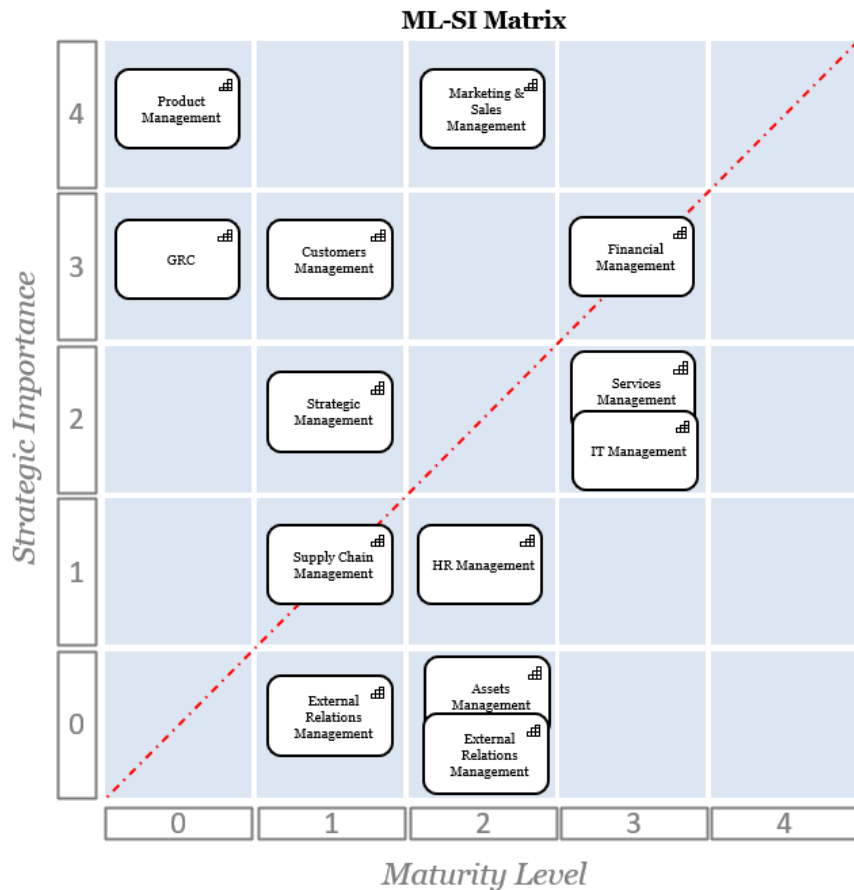 ML-SI Matrix
Strategic Importance
4
Product
Management
Marketing &
Sales
Management
3
GRC
Customers
Management
Financial
Management
2
Strategic
Management
Services
Management
IT Management
1
Supply Chain
Management
HR Management
0
External
Relations
Management
Assets
Management
External
Relations
Management
0
1
2
3
4
Maturity Level